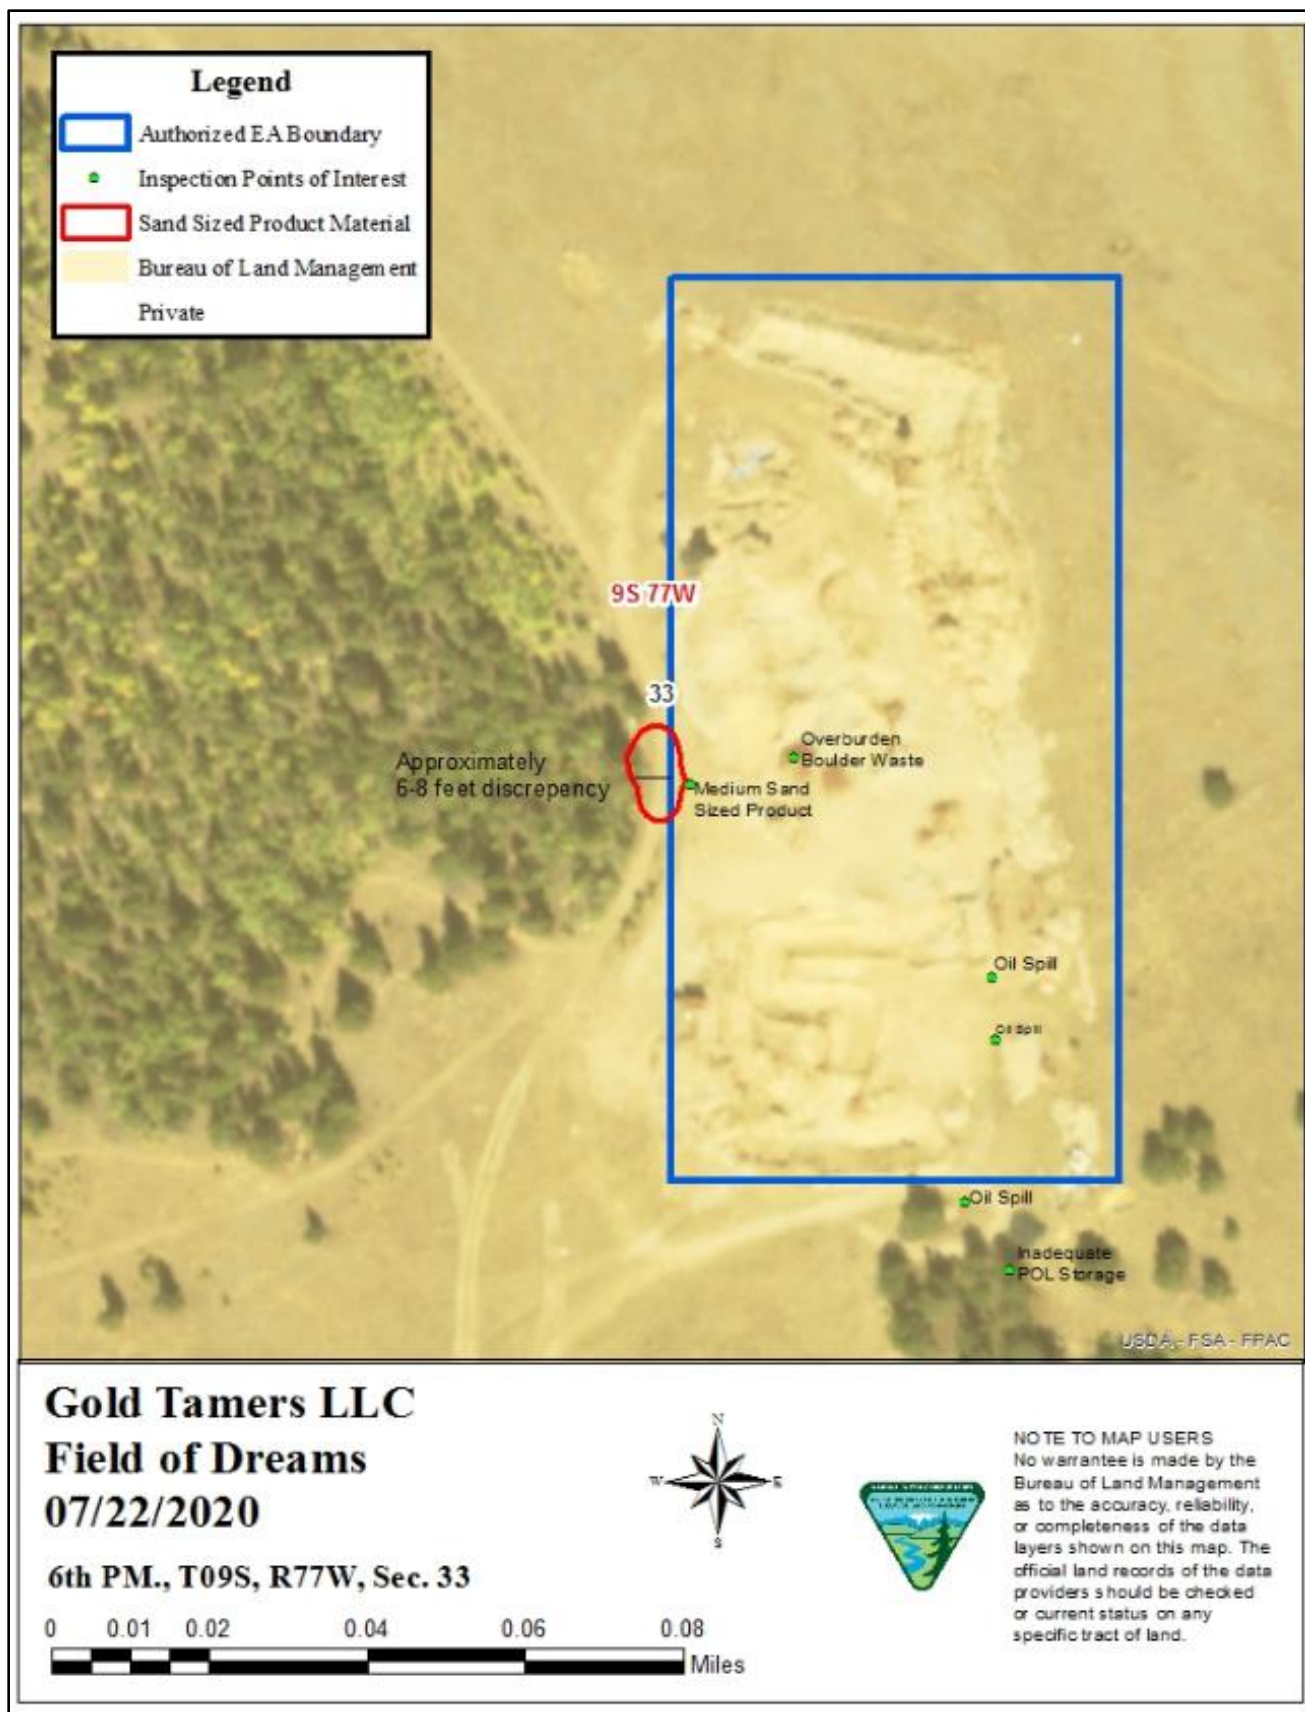 Legend
Authorized EA Boundary
Inspection Points of Interest
Sand Sized Product Material
Bureau of Land Management
Private
9S 77W
33
Approximately
6-8 feet discrepency
Overburden
Boulder Waste
Medium Sand
Sized Product
Oil Spill
Oil Spill
Oil Spill
Inadequate
POL Storage
USDA - FSA - FPAC
Gold Tamers LLC
Field of Dreams
07/22/2020
6th PM., T09S, R77W, Sec. 33
0 0.01 0.02 0.04 0.06 0.08
Miles
N
W E
S
NOTE TO MAP USERS
No warrantee is made by the
Bureau of Land Management
as to the accuracy, reliability,
or completeness of the data
layers shown on this map. The
official land records of the data
providers should be checked
or current status on any
specific tract of land.